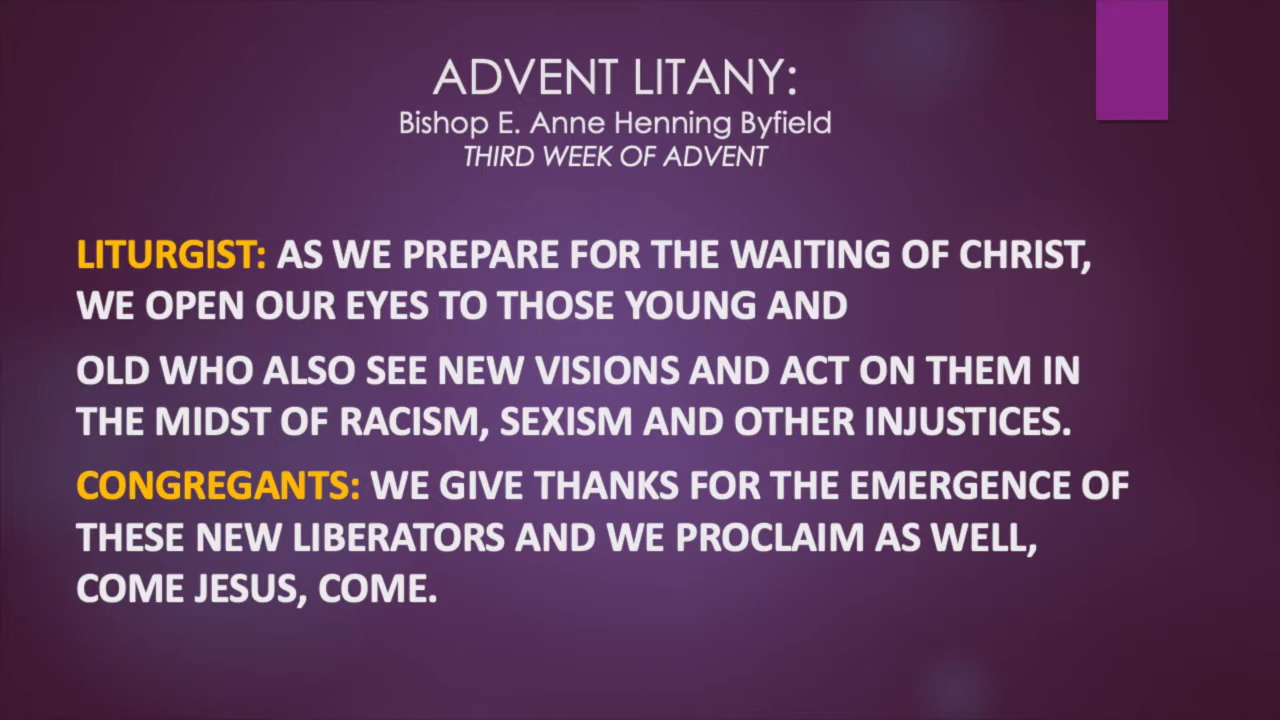 ADVENT LITANY:
Bishop E. Anne Henning Byfield
THIRD WEEK OF ADVENT
LITURGIST: AS WE PREPARE FOR THE WAITING OF CHRIST,
WE OPEN OUR EYES TO THOSE YOUNG AND
OLD WHO ALSO SEE NEW VISIONS AND ACT ON THEM IN
THE MIDST OF RACISM, SEXISM AND OTHER INJUSTICES.
CONGREGANTS: WE GIVE THANKS FOR THE EMERGENCE OF
THESE NEW LIBERATORS AND WE PROCLAIM AS WELL,
COME JESUS, COME.